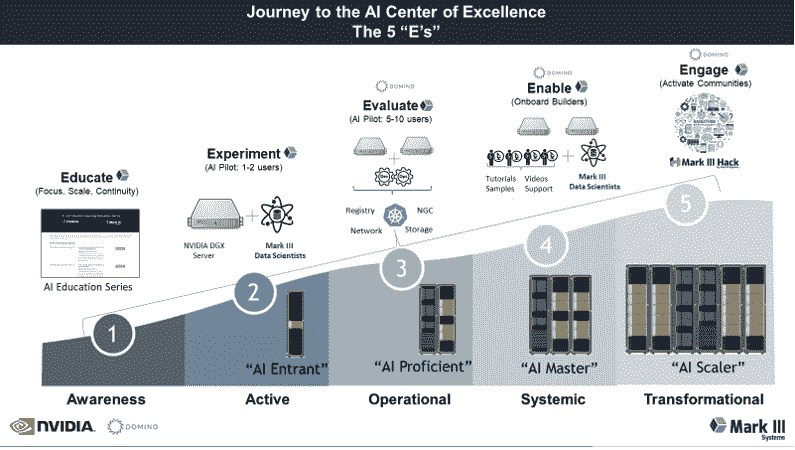 Journey to the AI Center of Excellence
The 5 “E’s”
Educate
(Focus, Scale, Continuity)
AI Education Series
Experiment
(AI Pilot: 1-2 users)
NVIDIA DGX
Server
+
Mark III
Data Scientists
DOMINO
Evaluate
(AI Pilot: 5-10 users)
+
Dev
Ops
Registry
NGC
Network
Storage
DOMINO
Enable
(Onboard Builders)
Tutorials
Samples
Videos
Support
+
Mark III
Data Scientists
DOMINO
Engage
(Activate Communities)
HACKATHON
Mark III Hack
1
2
3
4
5
“AI Entrant”
“AI Proficient”
“AI Master”
“AI Scaler”
Awareness
Active
Operational
Systemic
Transformational
NVIDIA.
DOMINO
Mark III
Systems